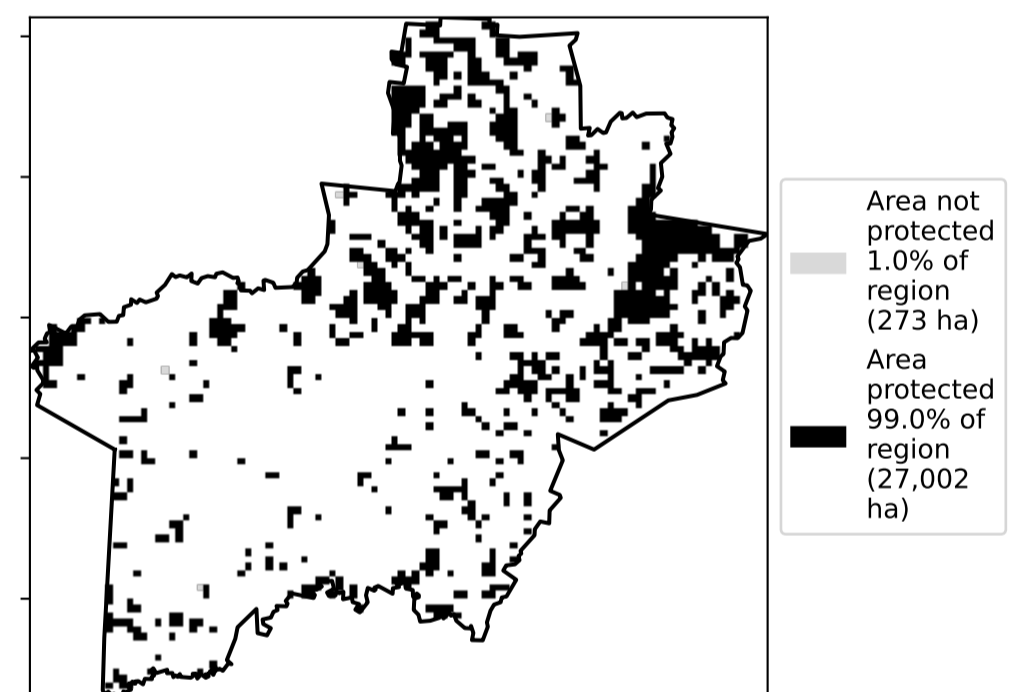 Area not
protected
1.0% of
region
(273 ha)
Area
protected
99.0% of
region
(27,002
ha)